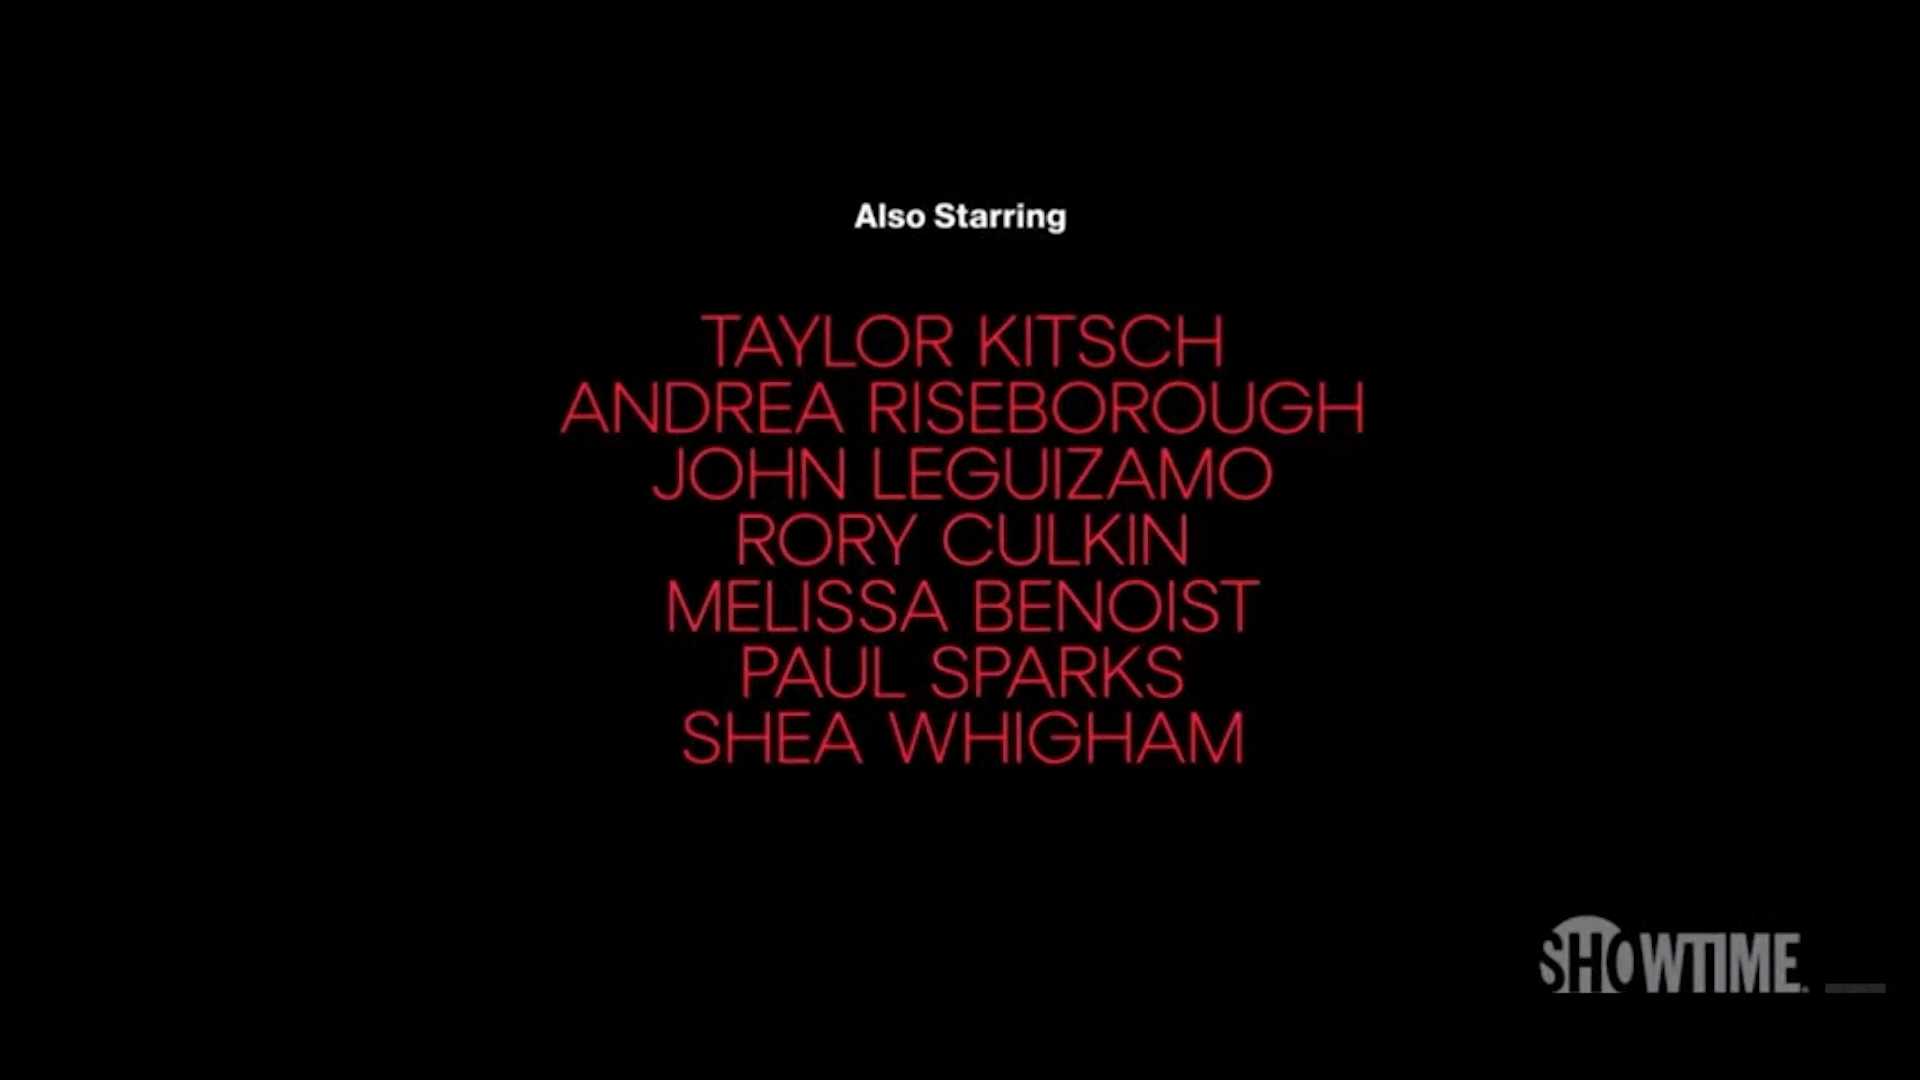 Also Starring
TAYLOR KITSCH
ANDREA RISEBOROUGH
JOHN LEGUIZAMO
RORY CULKIN
MELISSA BENOIST
PAUL SPARKS
SHEA WHIGHAM
SHOWTIME.